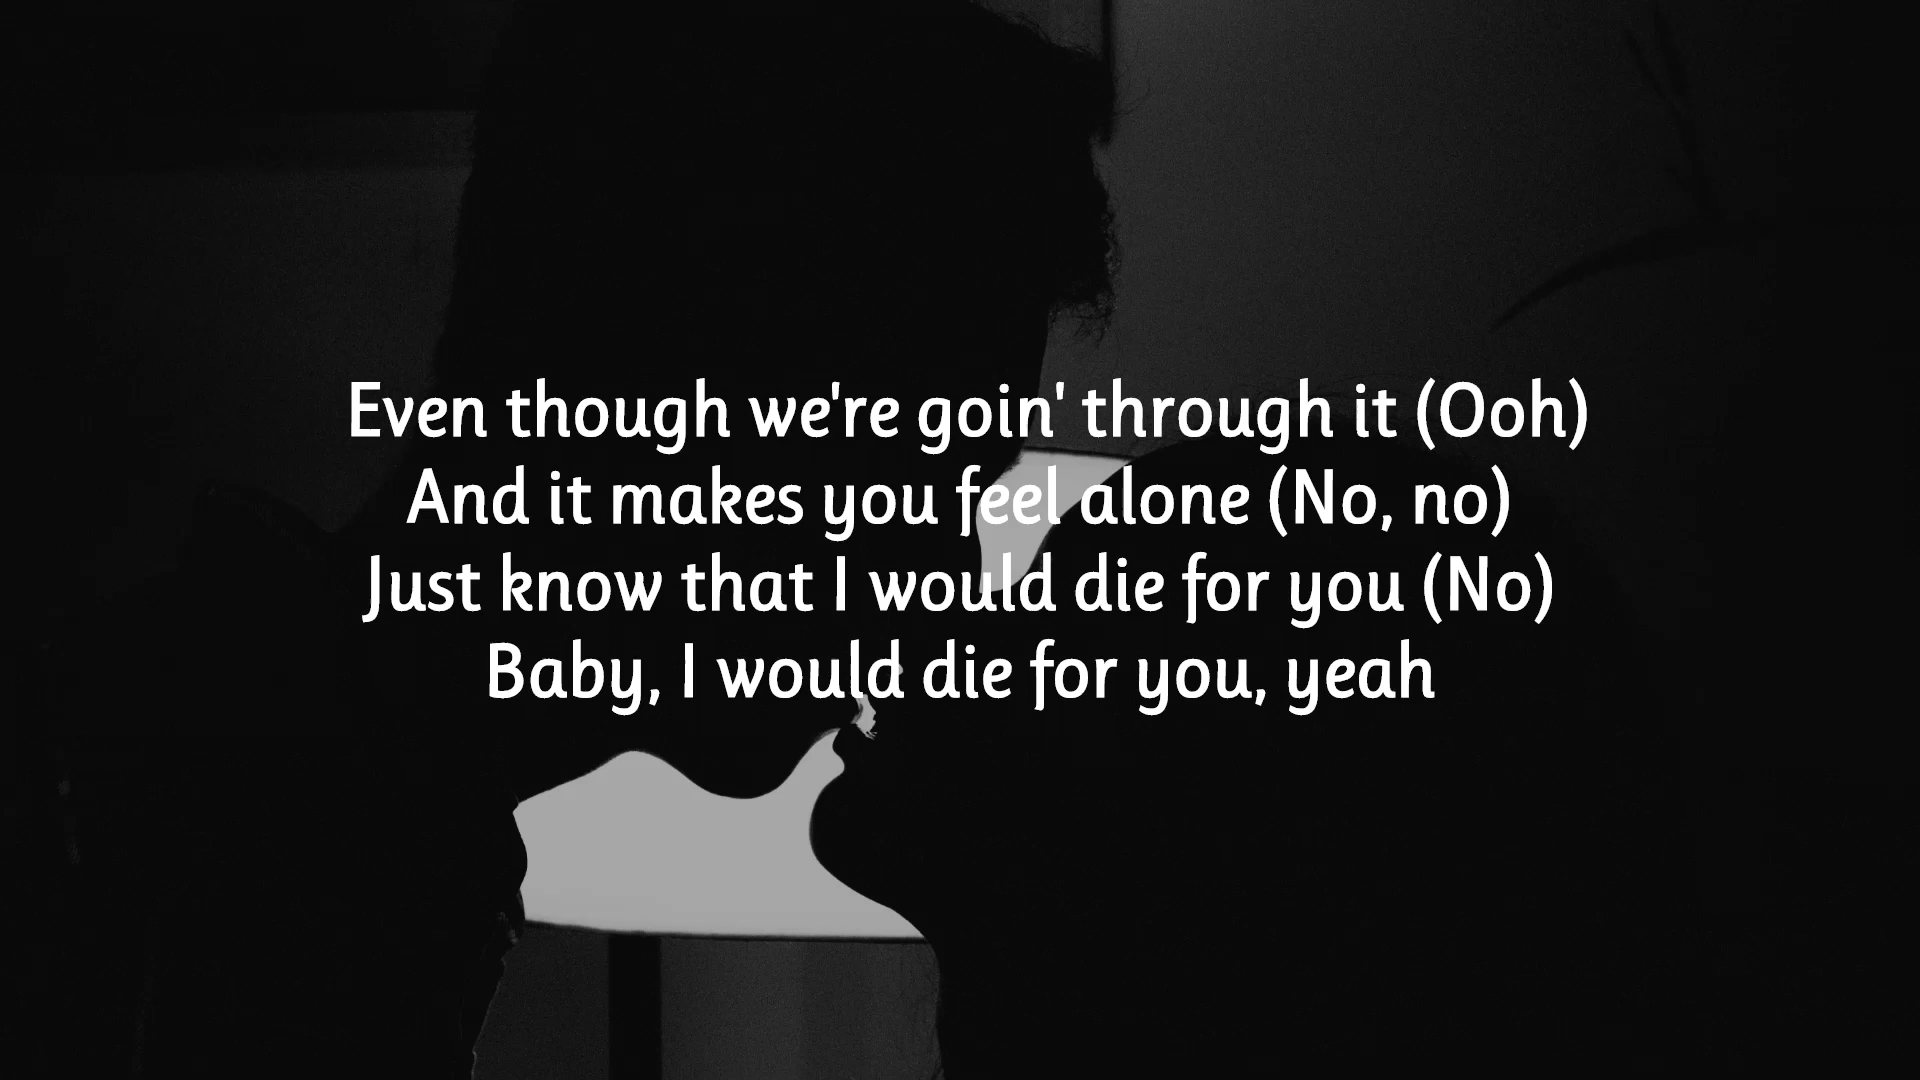 Even though we're goin' through it (Ooh)
And it makes you feel alone (No, no)
Just know that I would die for you (No)
Baby, I would die for you, yeah